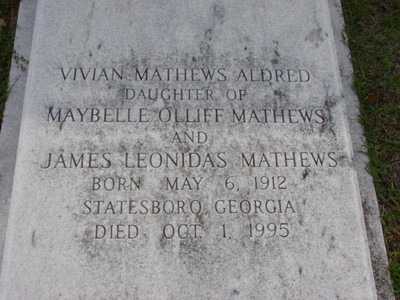 VIVIAN MATHEWS ALDRED
DAUGHTER OF
MAYBELLE OLLIFF MATHEWS
AND
JAMES LEONIDAS MATHEWS
BORN MAY 6, 1912
STATESBORO, GEORGIA
DIED OCT. 1, 1995